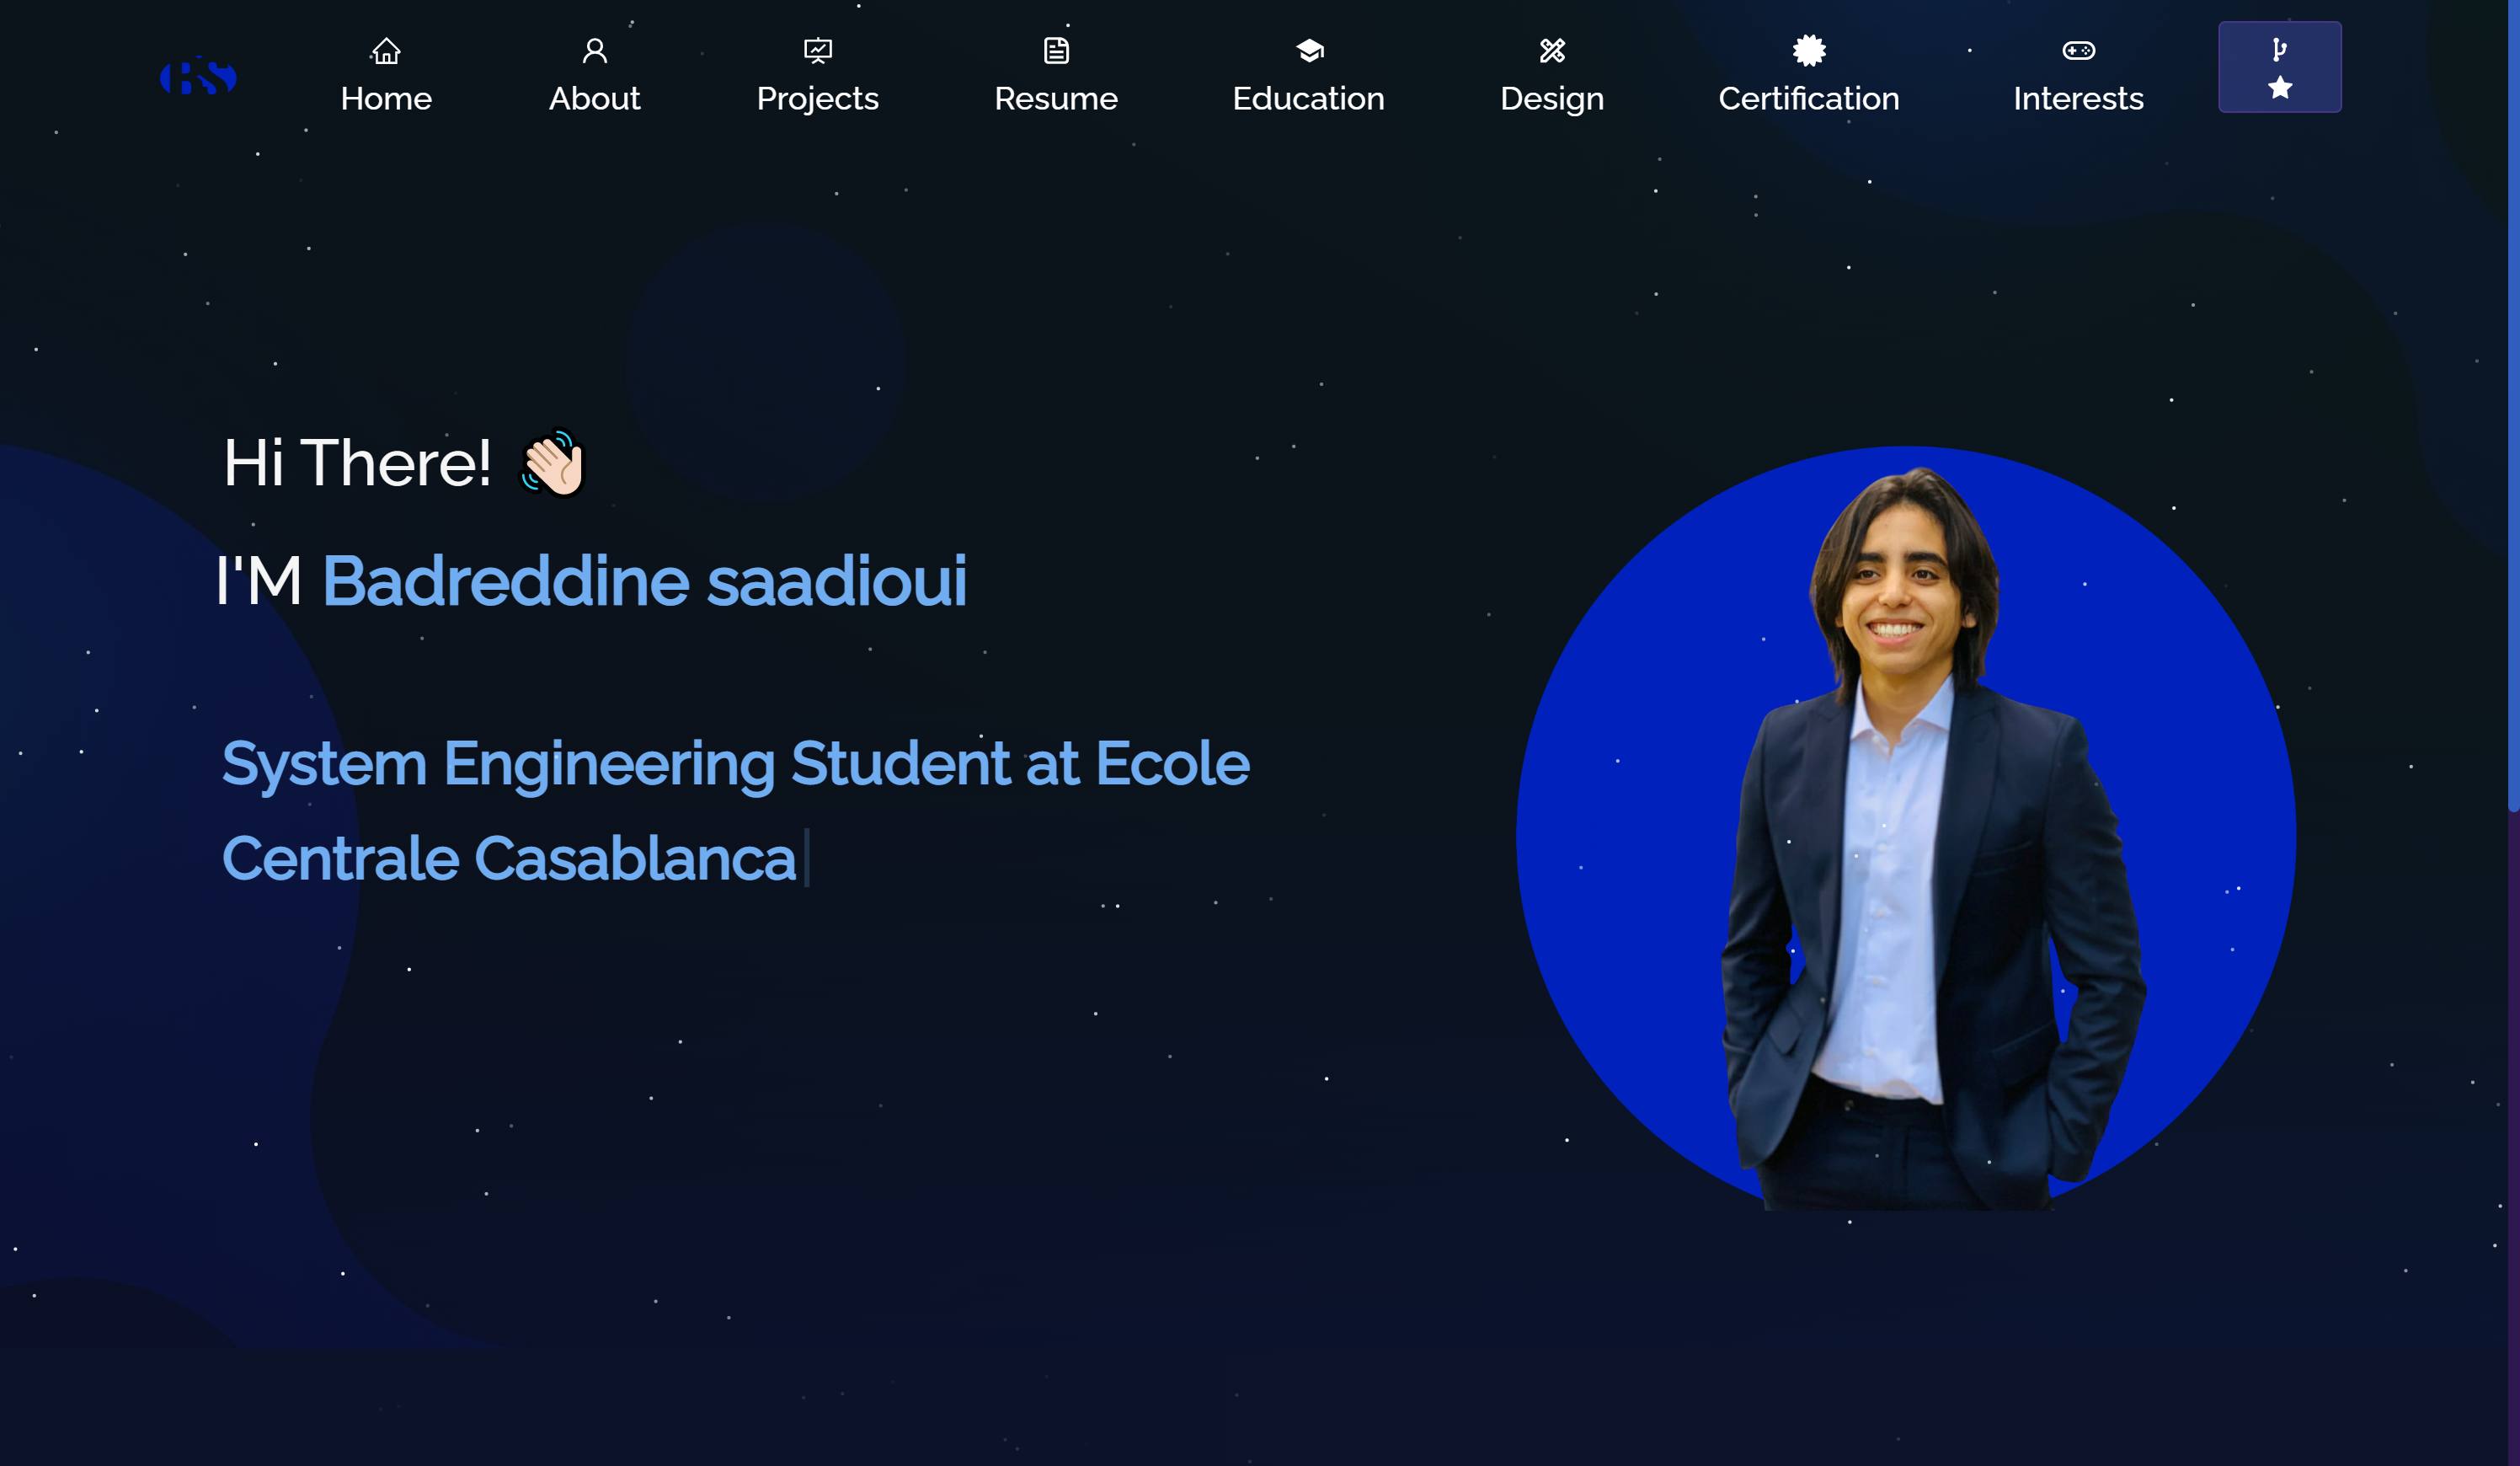 BS
Home
About
Projects
Resume
Education
Design
Certification
Interests
Hi There!
I'M Badreddine saadioui
System Engineering Student at Ecole
Centrale Casablanca